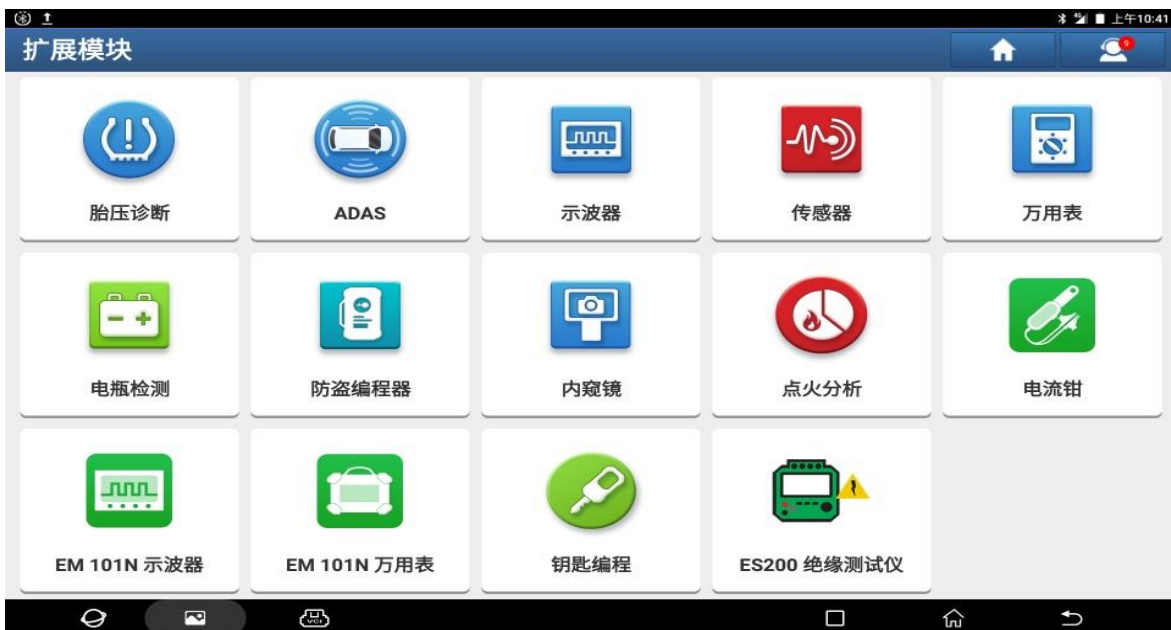 上午10:41
扩展模块
9
胎压诊断
ADAS
示波器
传感器
万用表
电瓶检测
防盗编程器
内窥镜
点火分析
电流钳
EM 101N 示波器
EM 101N 万用表
钥匙编程
ES200 绝缘测试仪
VCI